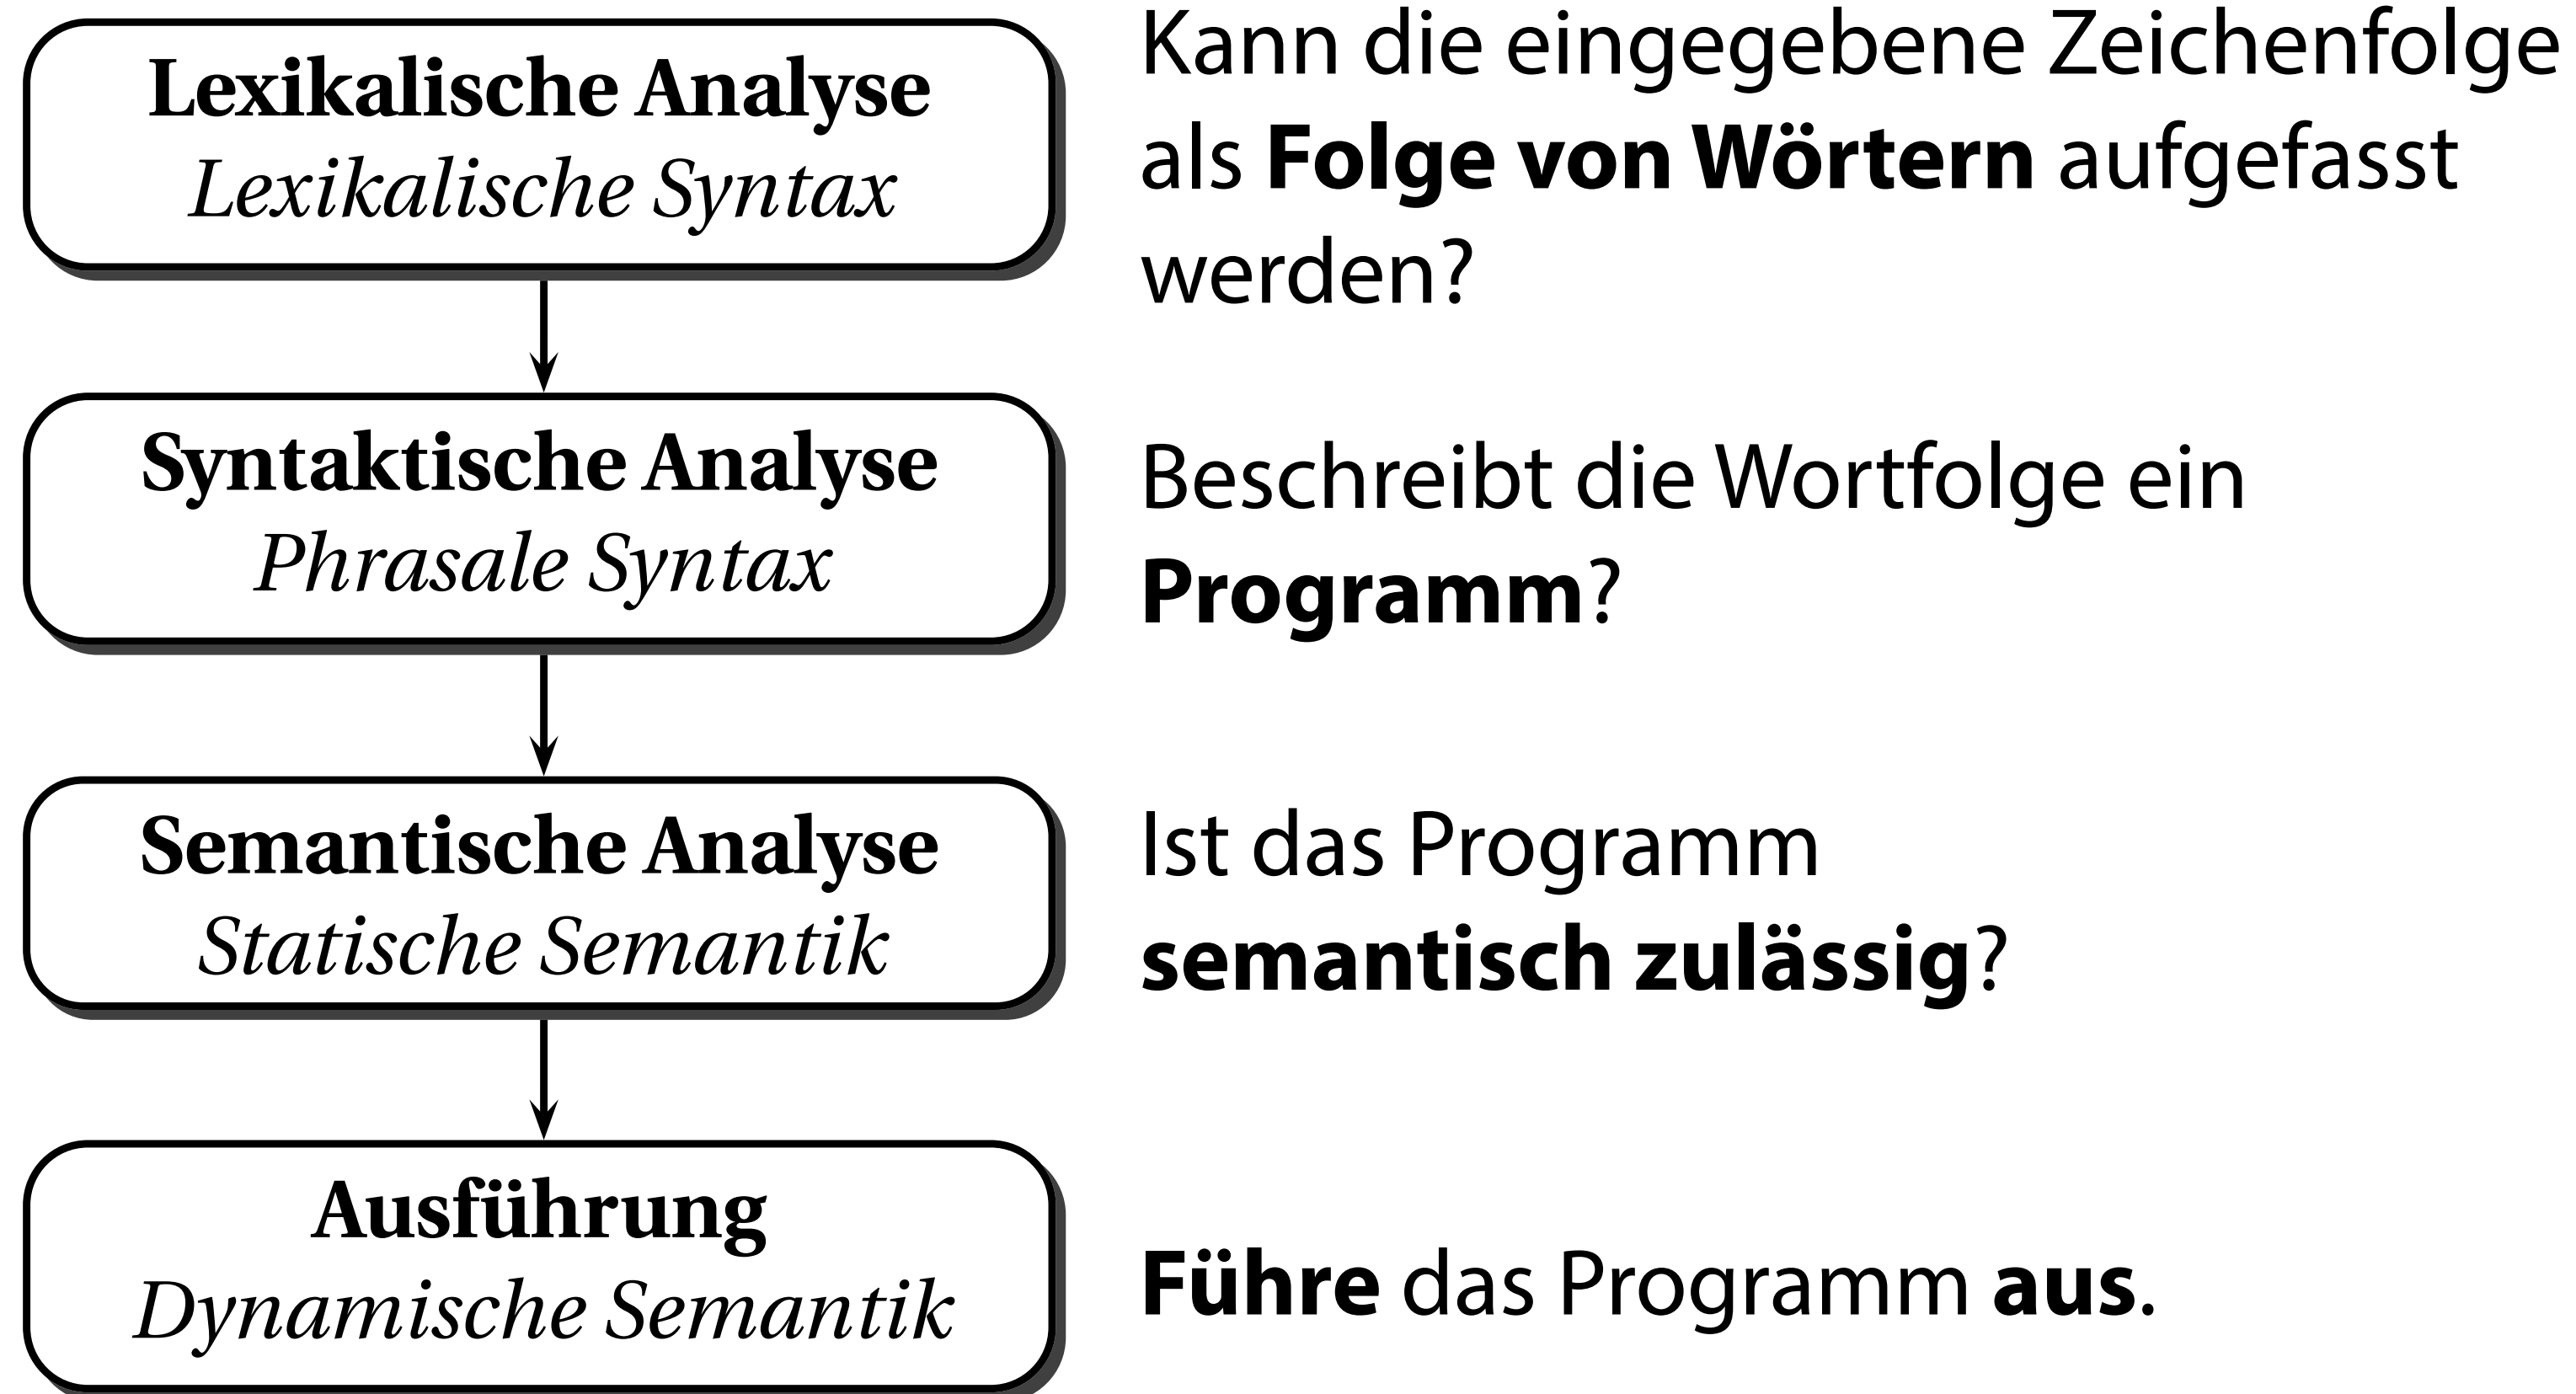 Lexikalische Analyse
Lexikalische Syntax
Kann die eingegebene Zeichenfolge
als Folge von Wörtern aufgefasst
werden?
Syntaktische Analyse
Phrasale Syntax
Beschreibt die Wortfolge ein
Programm?
Semantische Analyse
Statische Semantik
Ist das Programm
semantisch zulässig?
Ausführung
Dynamische Semantik
Führe das Programm aus.